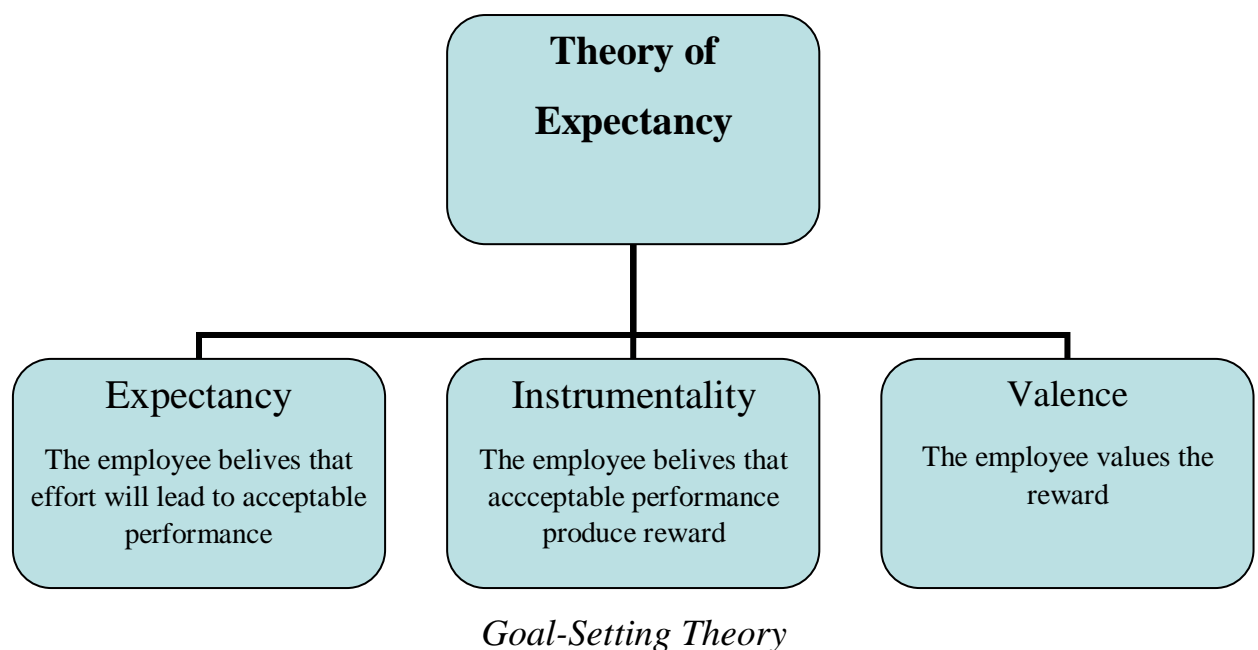 Theory of
Expectancy
Expectancy
The employee belives that
effort will lead to acceptable
performance
Instrumentality
The employee belives that
accceptable performance
produce reward
Valence
The employee values the
reward
Goal-Setting Theory